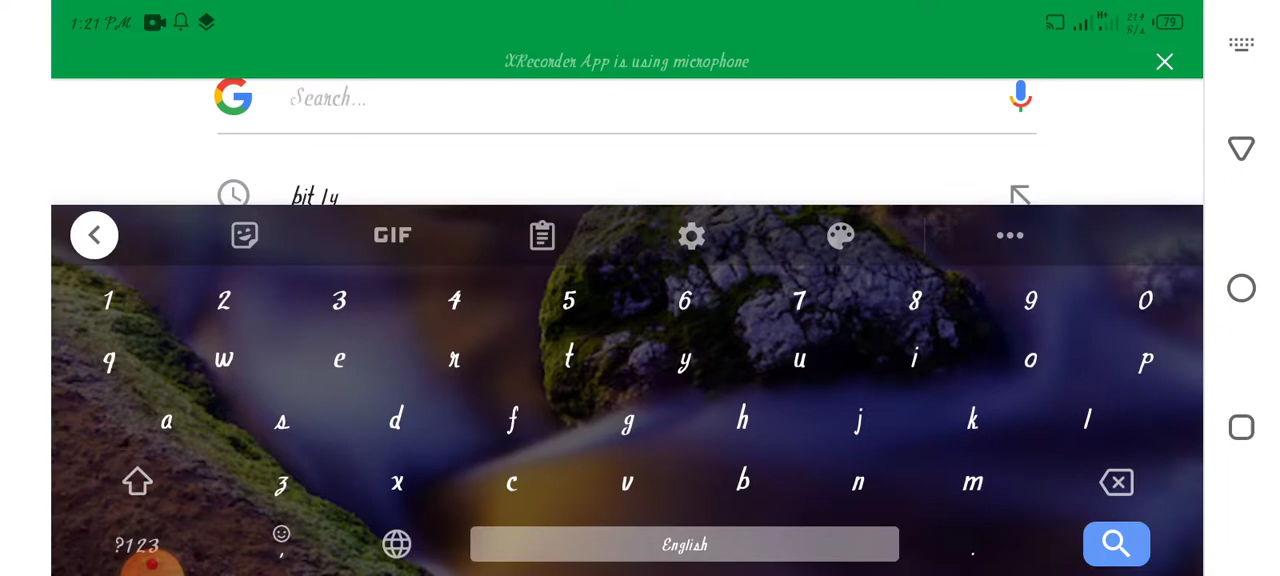 1:21 PM H+ 79
XRecorder App is using microphone
Search...
bit ly
GIF
1 2 3 4 5 6 7 8 9 0
q w e r t y u i o p
a s d f g h j k l
z x c v b n m
?123 , English .